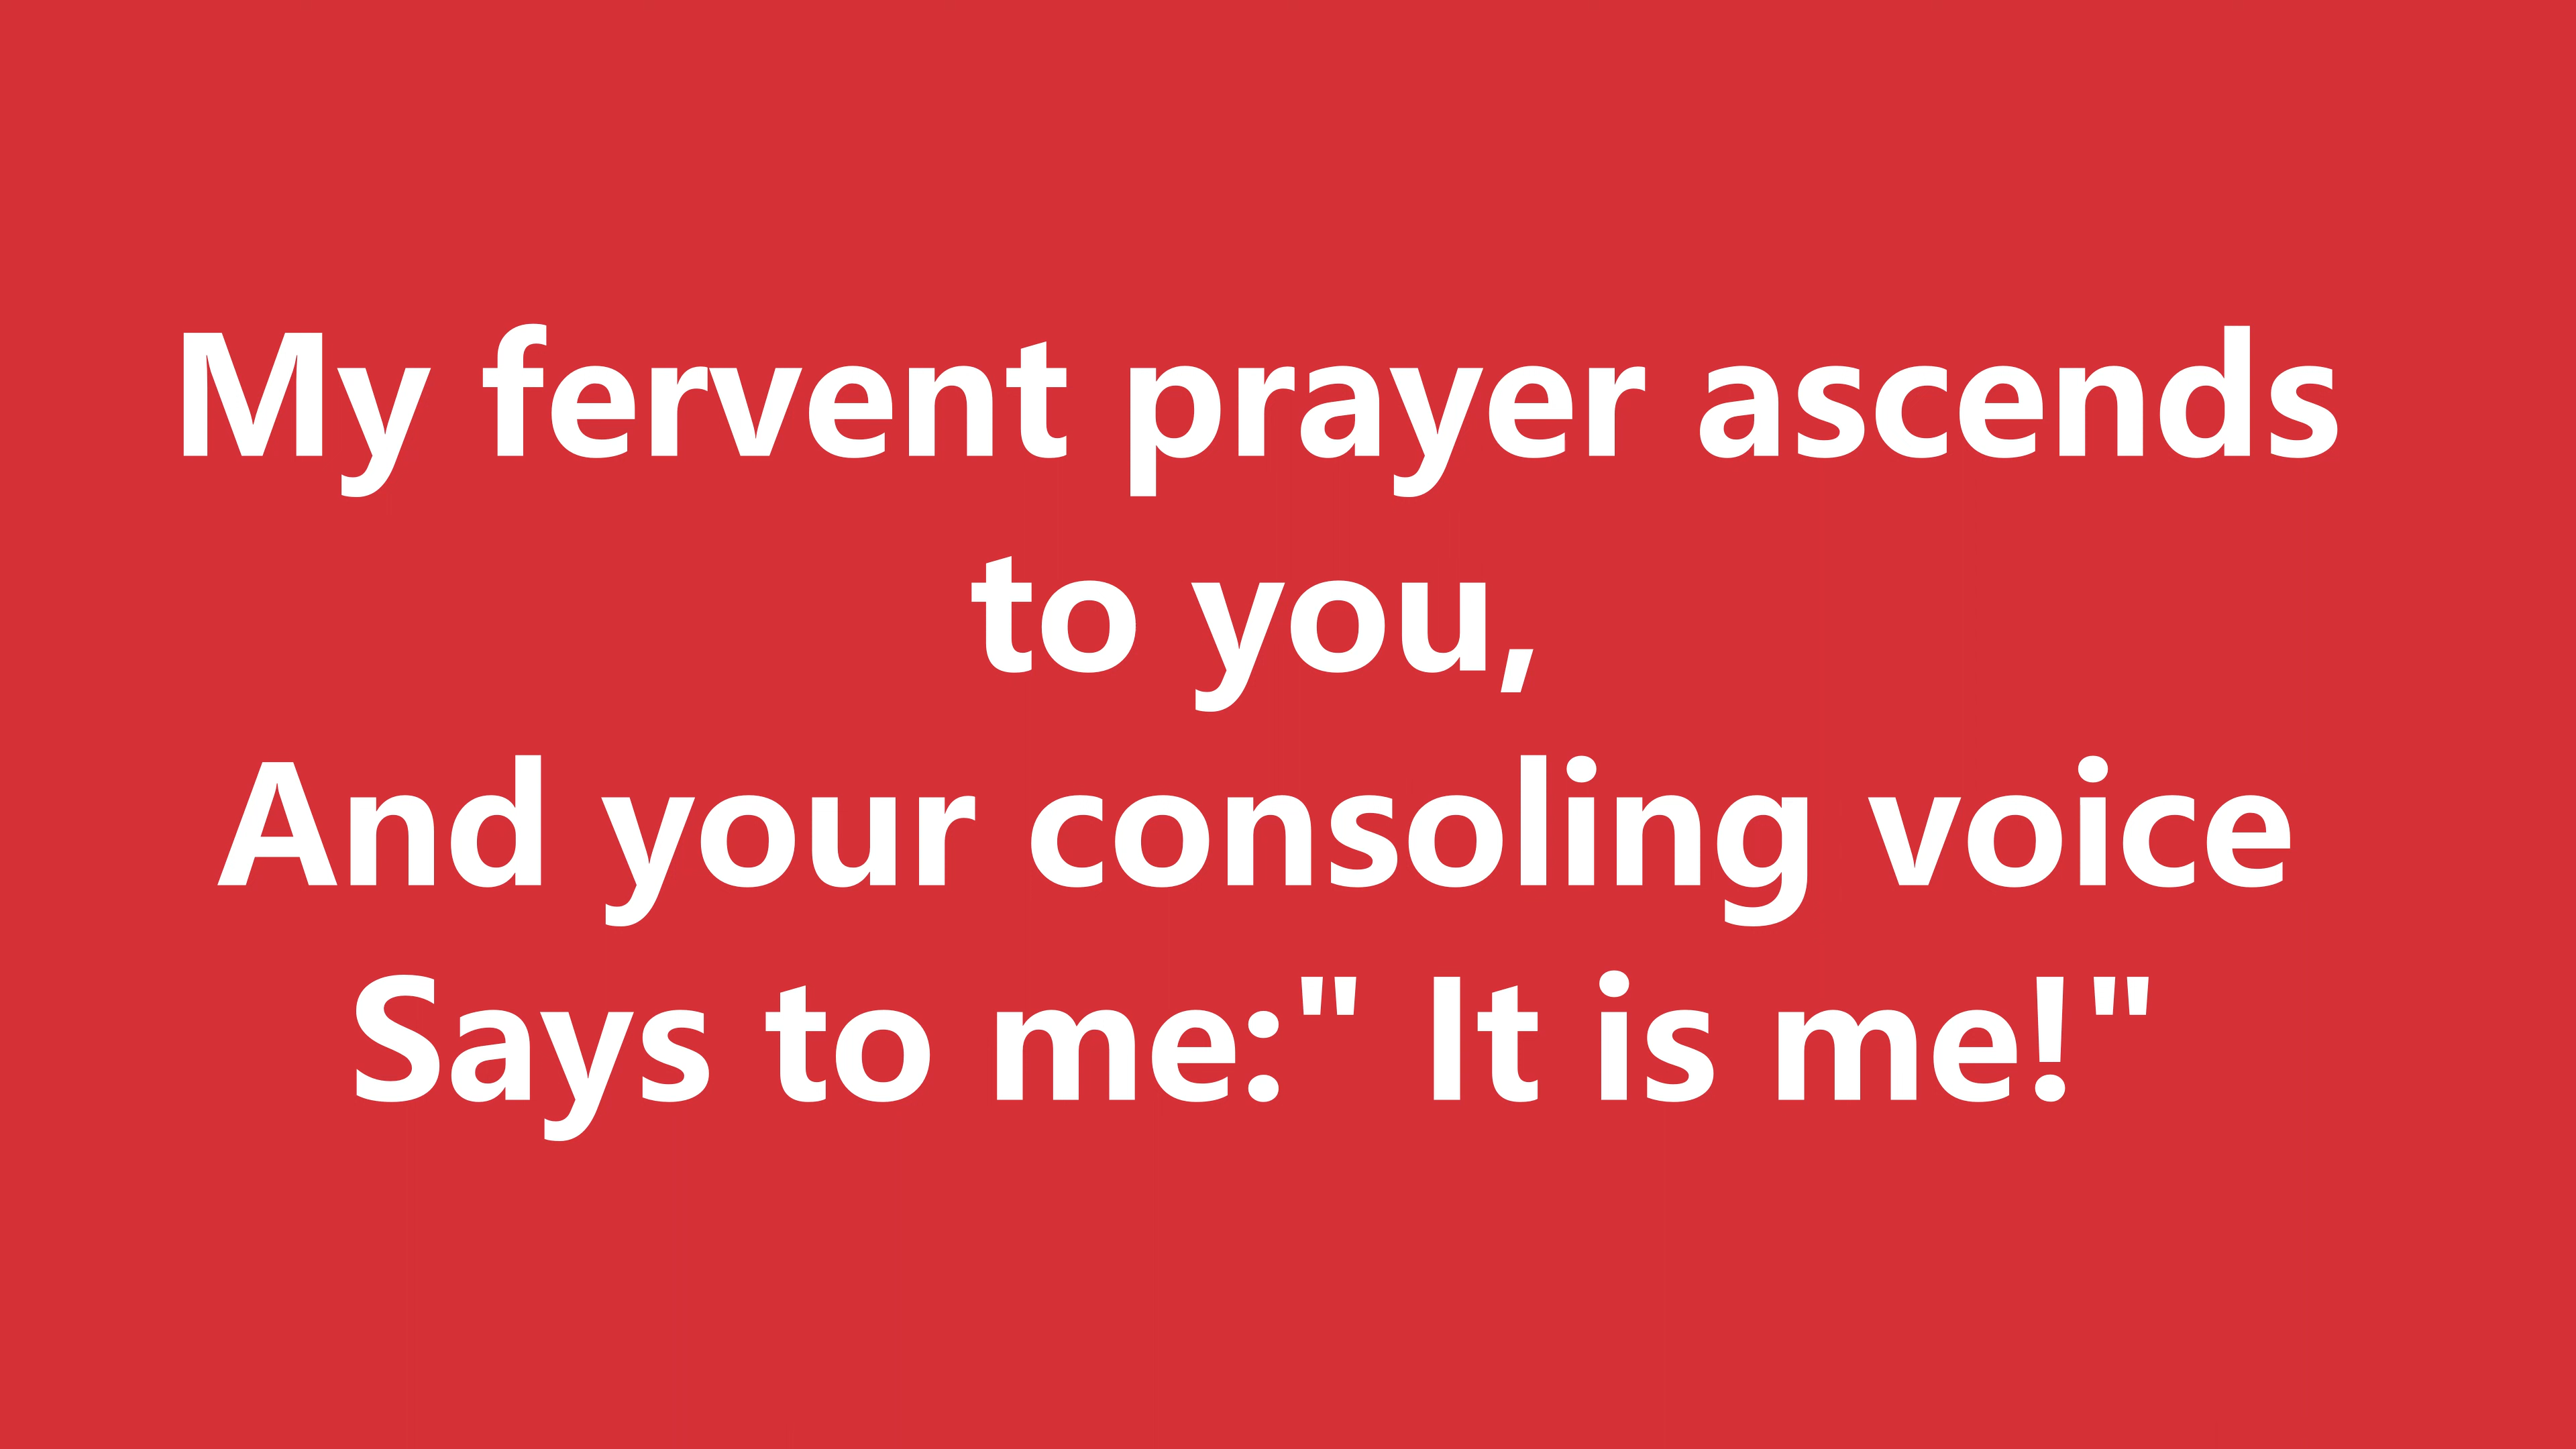 My fervent prayer ascends
to you,
And your consoling voice
Says to me:" It is me!"